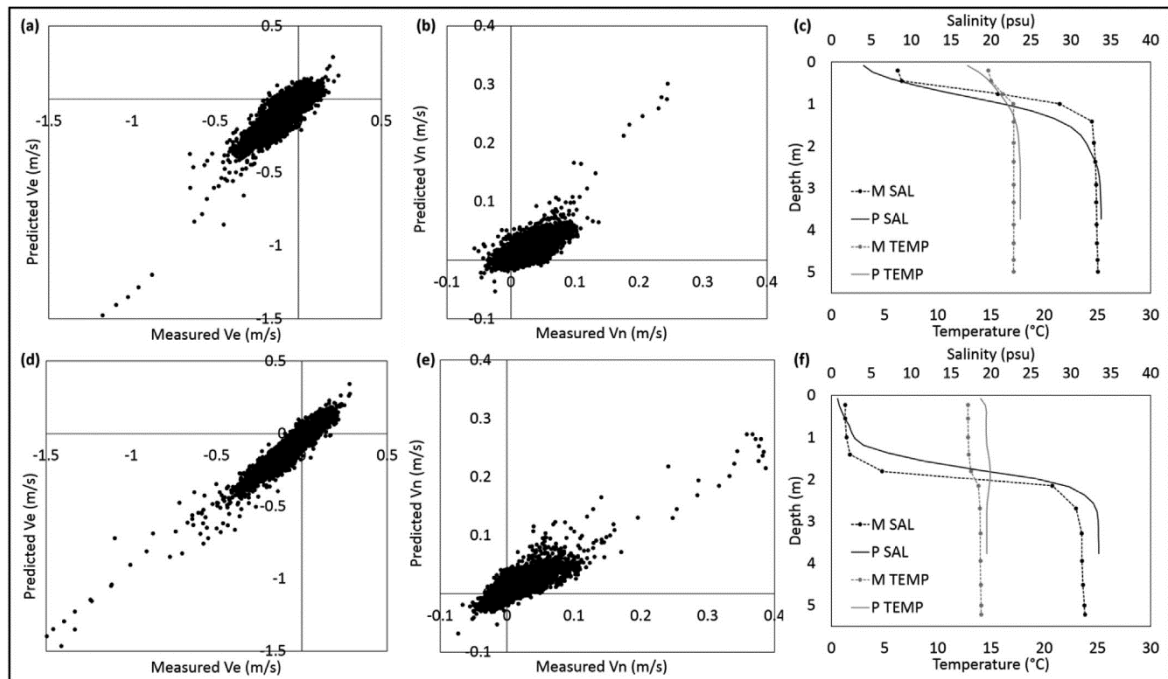 (a)
0.5
-0.5
0.5
-0.5
-1
-1.5
Predicted Ve (m/s)
Measured Ve (m/s)
(b)
0.4
0.3
0.2
0.1
0
-0.1
-0.1 0 0.1 0.2 0.3 0.4
Predicted Vn (m/s)
Measured Vn (m/s)
(c)
Salinity (psu)
0 5 10 15 20 25 30 35 40
0
1
2
3
4
5
Depth (m)
M SAL
P SAL
M TEMP
P TEMP
0 5 10 15 20 25 30
Temperature (°C)
(d)
0.5
0
-0.5
0
0.5
-0.5
-1
-1.5
Predicted Ve (m/s)
Measured Ve (m/s)
(e)
0.4
0.3
0.2
0.1
0
-0.1
-0.1 0 0.1 0.2 0.3 0.4
Predicted Vn (m/s)
Measured Vn (m/s)
(f)
Salinity (psu)
0 5 10 15 20 25 30 35 40
0
1
2
3
4
5
Depth (m)
M SAL
P SAL
M TEMP
P TEMP
0 5 10 15 20 25 30
Temperature (°C)